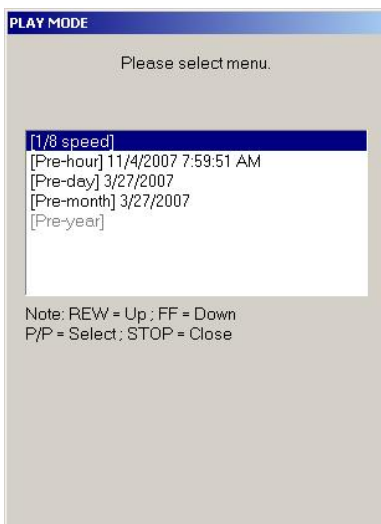 PLAY MODE
Please select menu.
[1/8 speed]
[Pre-hour] 11/4/2007 7:59:51 AM
[Pre-day] 3/27/2007
[Pre-month] 3/27/2007
[Pre-year]
Note: REW = Up ; FF = Down
P/P = Select ; STOP = Close